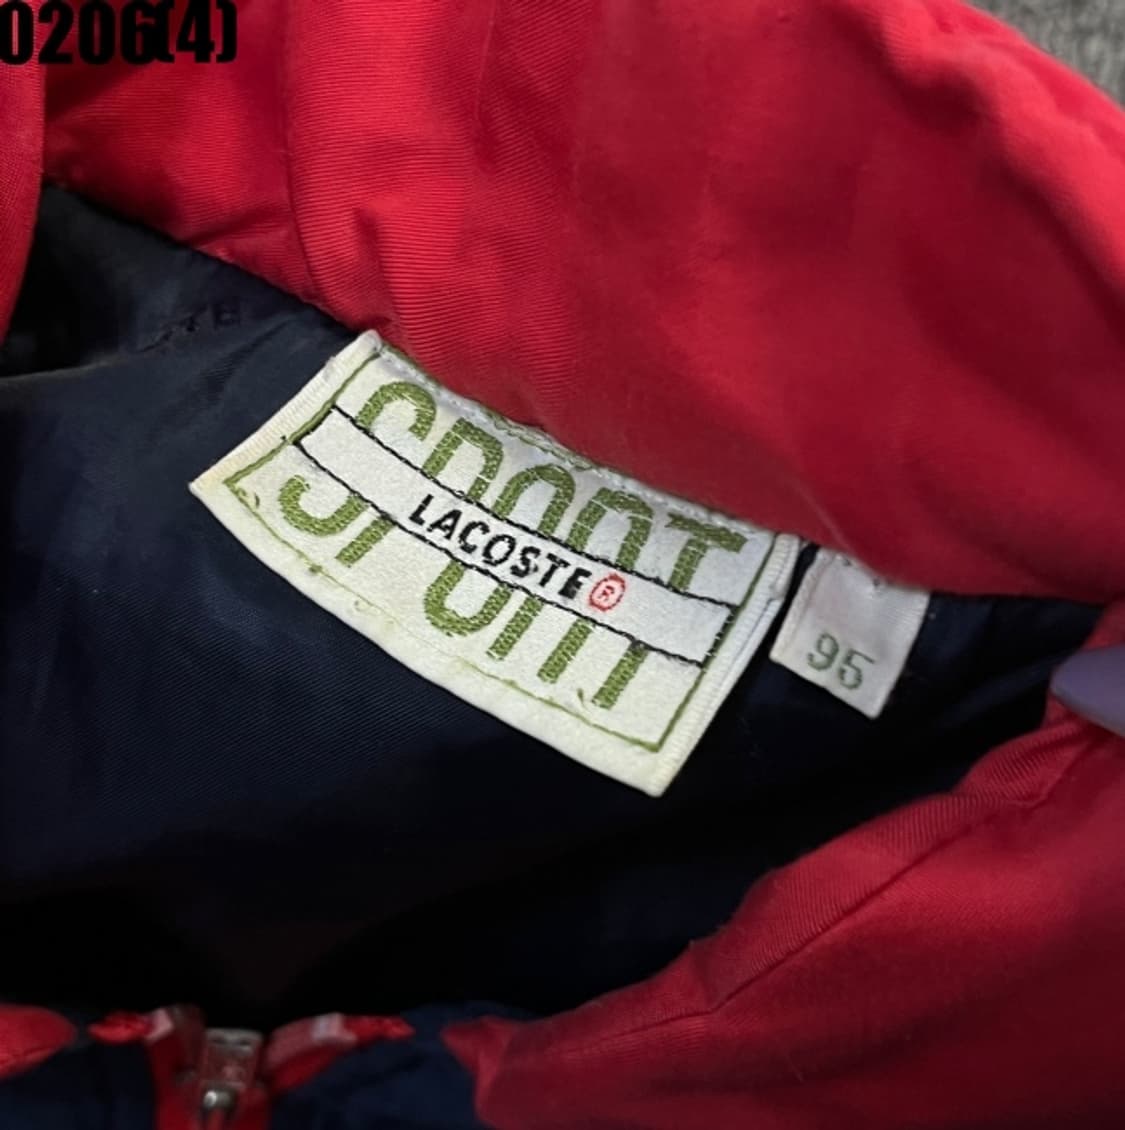 0206(4)
SPORT
LACOSTE®
95